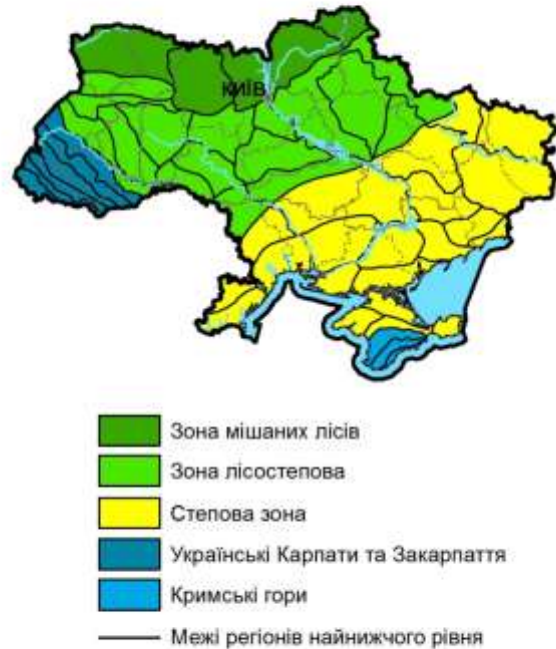 КИЇВ
Зона мішаних лісів
Зона лісостепова
Степова зона
Українські Карпати та Закарпаття
Кримські гори
Межі регіонів найнижчого рівня